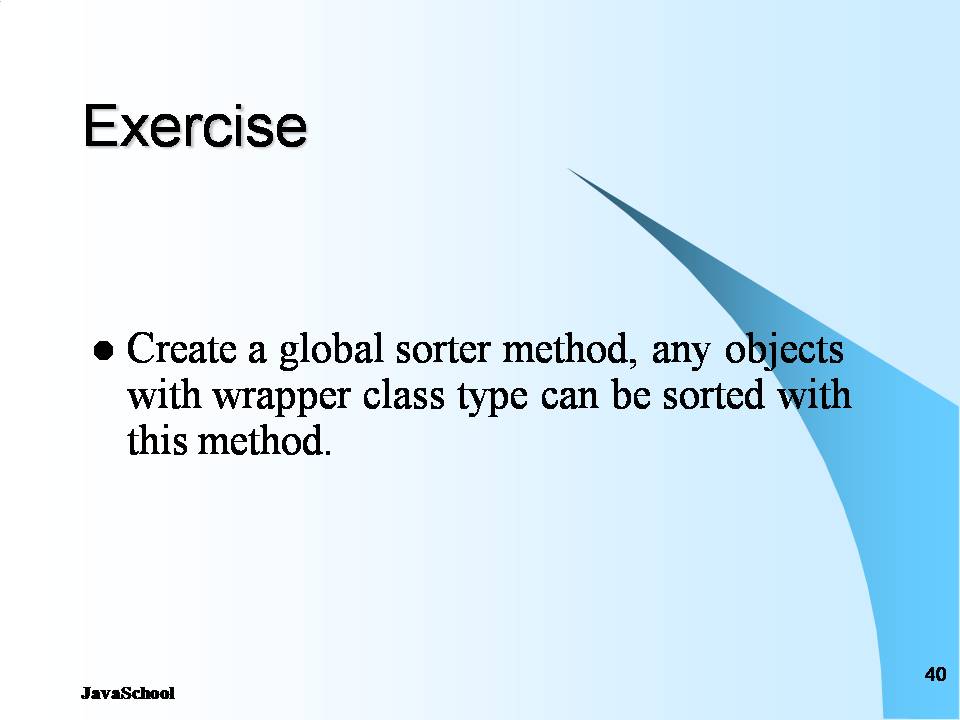 Exercise
Create a global sorter method, any objects
with wrapper class type can be sorted with
this method.
JavaSchool
40